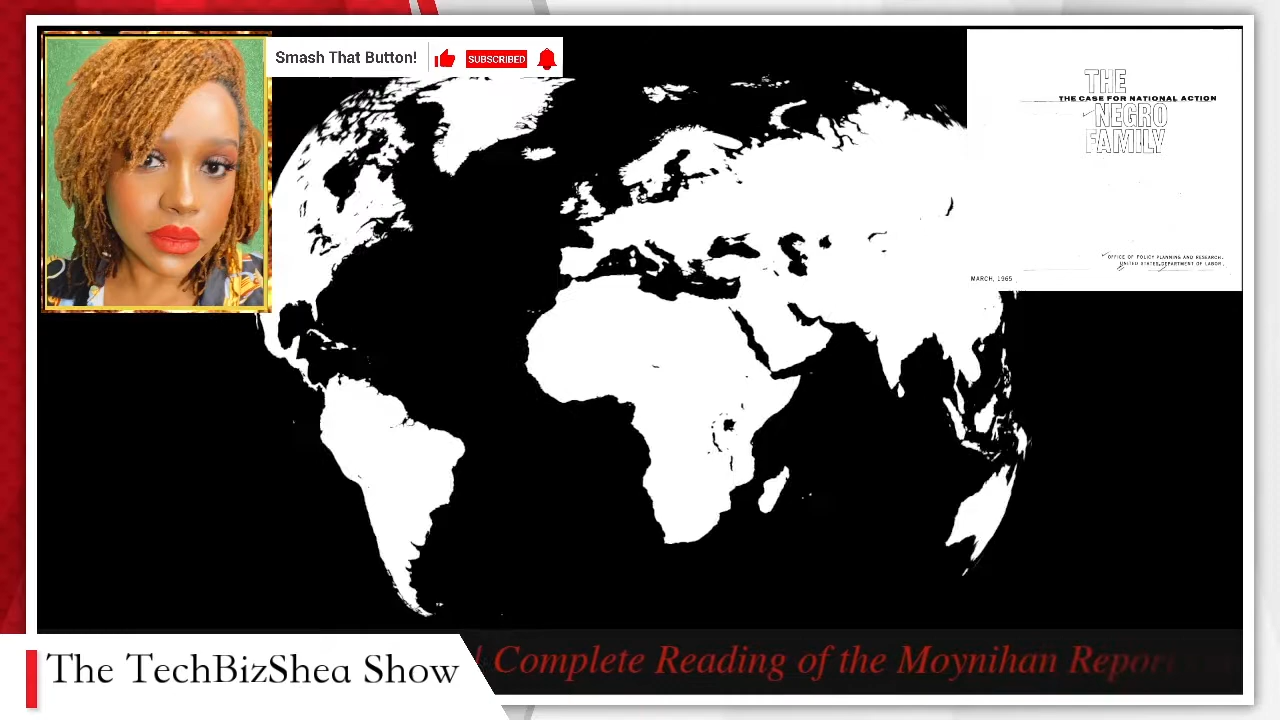 Smash That Button!
SUBSCRIBED
THE
THE CASE FOR NATIONAL ACTION
NEGRO
FAMILY
OFFICE OF POLICY PLANNING AND RESEARCH
UNITED STATES DEPARTMENT OF LABOR
MARCH, 1965
The TechBizShea Show
Complete Reading of the Moynihan Report